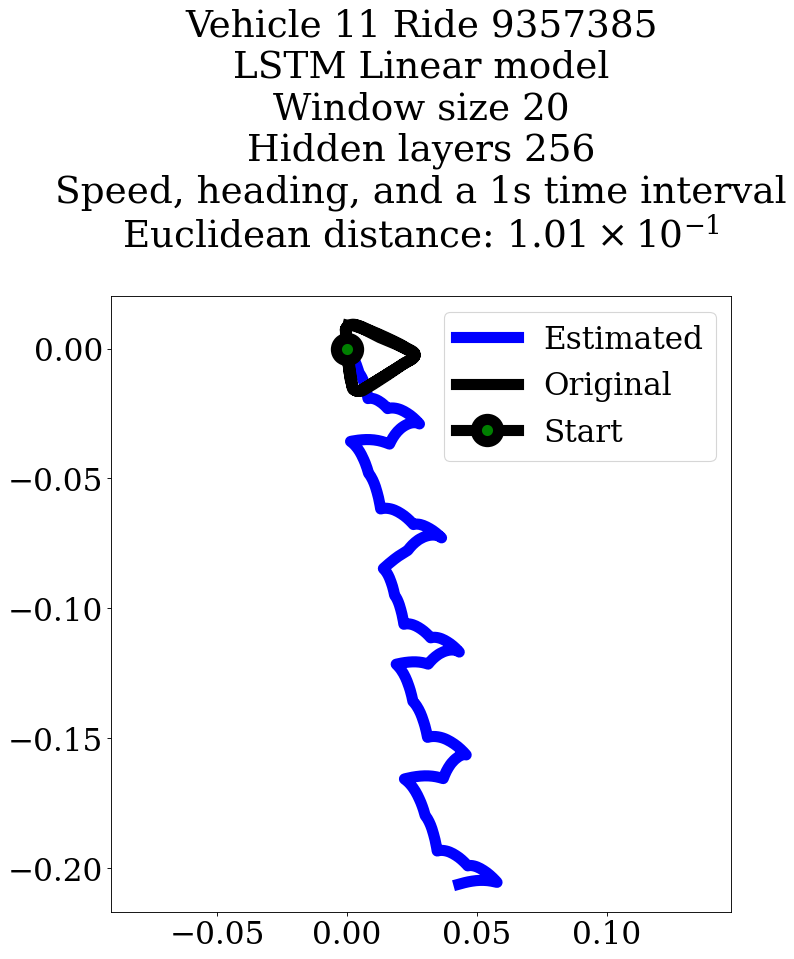 Vehicle 11 Ride 9357385
LSTM Linear model
Window size 20
Hidden layers 256
Speed, heading, and a 1s time interval
Euclidean distance: 1.01 × 10⁻¹
Estimated
Original
Start
0.00
−0.05
−0.10
−0.15
−0.20
−0.05 0.00 0.05 0.10